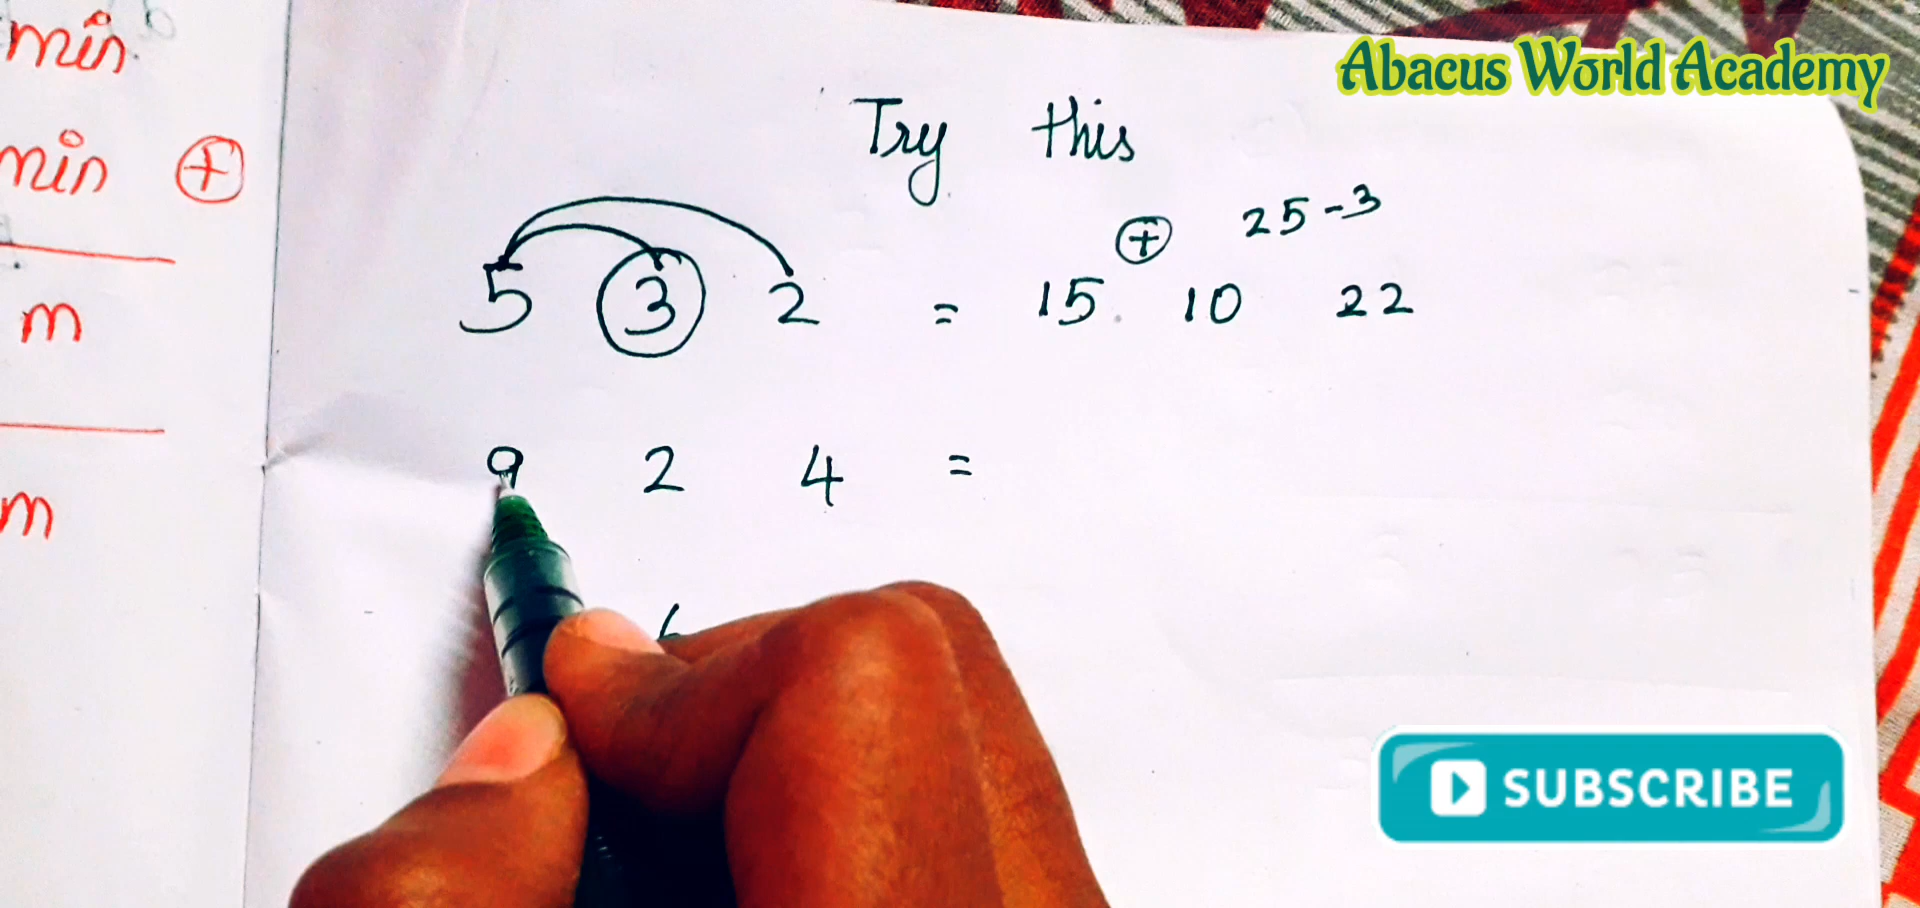 min
min +
m
m
Abacus World Academy
Try this
+ 25-3
5 3 2 = 15 10 22
9 2 4 =
SUBSCRIBE